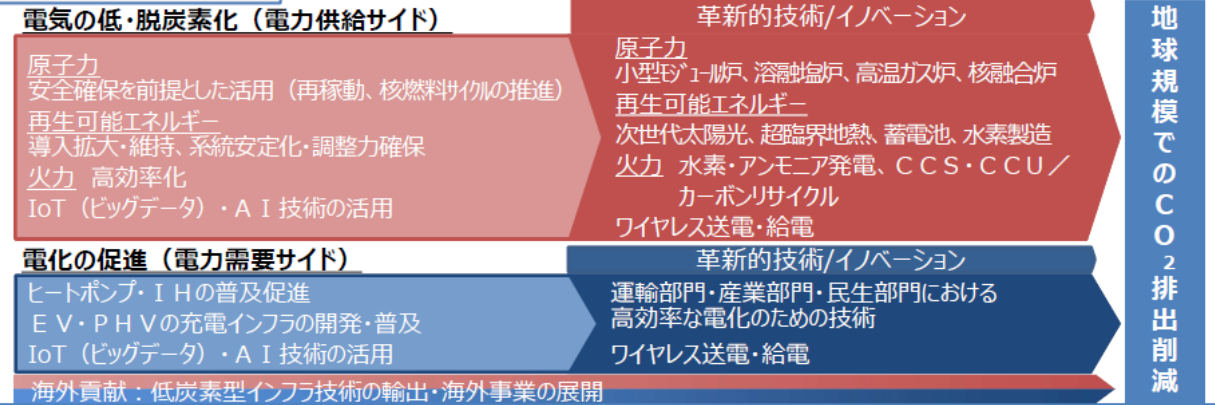 電気の低・脱炭素化（電力供給サイド）
革新的技術/イノベーション
原子力
安全確保を前提とした活用（再稼動、核燃料ｻｲｸﾙの推進）
再生可能エネルギー
導入拡大・維持、系統安定化・調整力確保
火力 高効率化
IoT（ビッグデータ）・ＡＩ技術の活用
原子力
小型ﾓｼﾞｭｰﾙ炉、溶融塩炉、高温ガス炉、核融合炉
再生可能エネルギー
次世代太陽光、超臨界地熱、蓄電池、水素製造
火力 水素・アンモニア発電、ＣＣＳ・ＣＣＵ／
カーボンリサイクル
ワイヤレス送電・給電
電化の促進（電力需要サイド）
革新的技術/イノベーション
ヒートポンプ・ＩＨの普及促進
ＥＶ・ＰＨＶの充電インフラの開発・普及
IoT（ビッグデータ）・ＡＩ技術の活用
運輸部門・産業部門・民生部門における
高効率な電化のための技術
ワイヤレス送電・給電
海外貢献：低炭素型インフラ技術の輸出・海外事業の展開
地球規模でのＣＯ₂排出削減